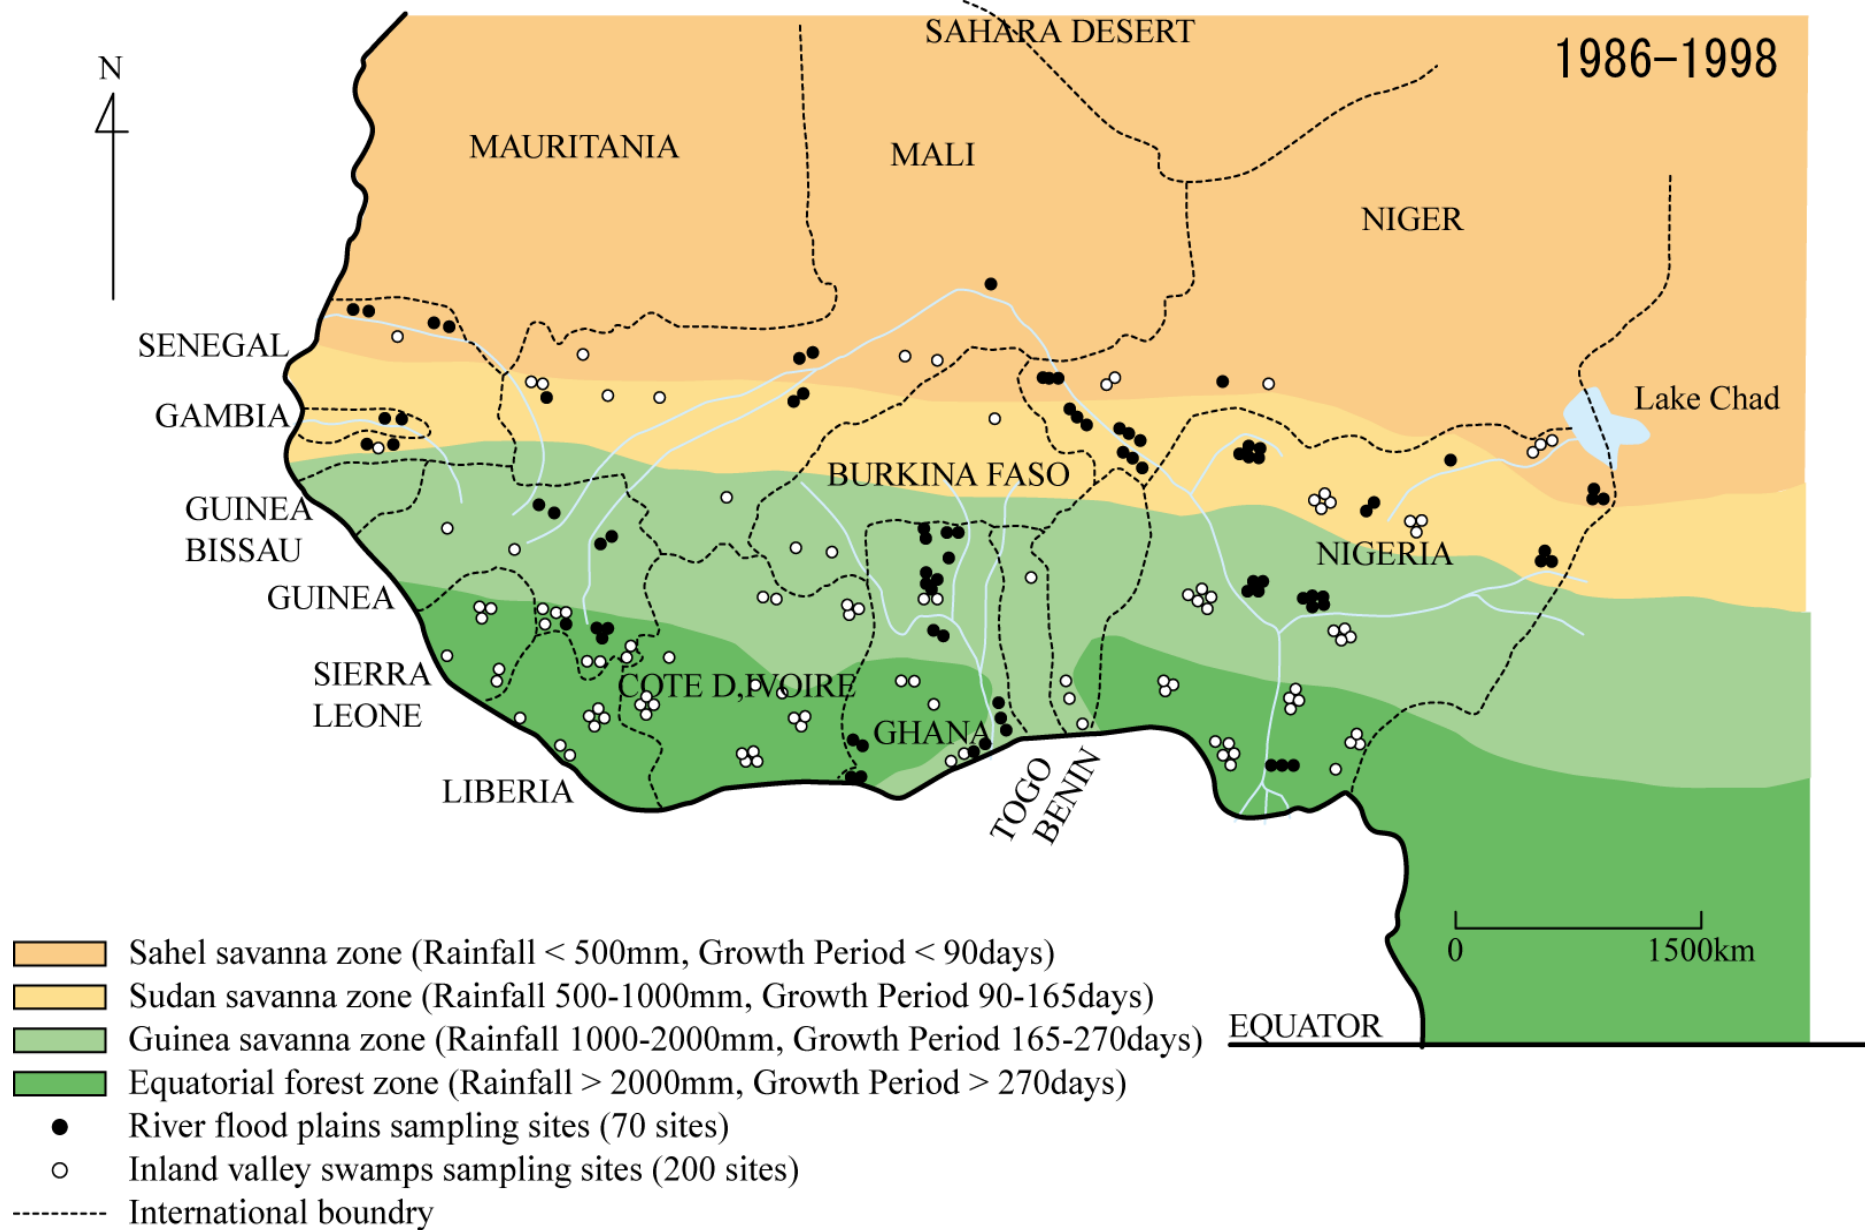 SAHARA DESERT
1986-1998
N
MAURITANIA
MALI
NIGER
SENEGAL
Lake Chad
GAMBIA
BURKINA FASO
GUINEA
BISSAU
NIGERIA
GUINEA
SIERRA
LEONE
COTE D,IVOIRE
GHANA
LIBERIA
TOGO
BENIN
0 1500km
EQUATOR
Sahel savanna zone (Rainfall < 500mm, Growth Period < 90days)
Sudan savanna zone (Rainfall 500-1000mm, Growth Period 90-165days)
Guinea savanna zone (Rainfall 1000-2000mm, Growth Period 165-270days)
Equatorial forest zone (Rainfall > 2000mm, Growth Period > 270days)
River flood plains sampling sites (70 sites)
Inland valley swamps sampling sites (200 sites)
International boundry